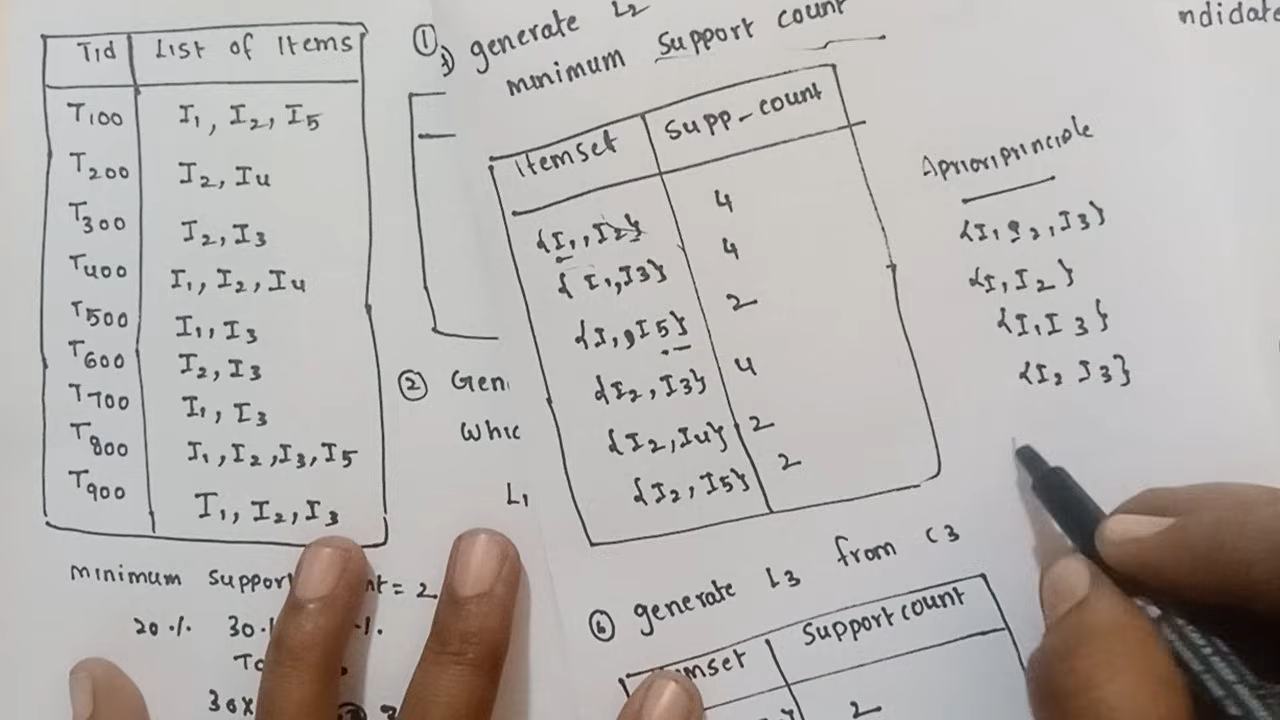 Tid List of Items
T100 I1, I2, I5
T200 I2, I4
T300 I2, I3
T400 I1, I2, I4
T500 I1, I3
T600 I2, I3
T700 I1, I3
T800 I1, I2, I3, I5
T900 I1, I2, I3
minimum support = 2
20 % 30
30x
① generate L2
minimum support count
Itemset supp-count
{I1, I2} 4
{I1, I3} 4
{I1, I5} 2
{I2, I3} 4
{I2, I4} 2
{I2, I5} 2
② Gen
whic
L1
ndidate
Aprioriprinciple
{I1, I2, I3}
{I1 I2}
{I1 I3}
{I2 I3}
⑥ generate L3 from C3
support count
2